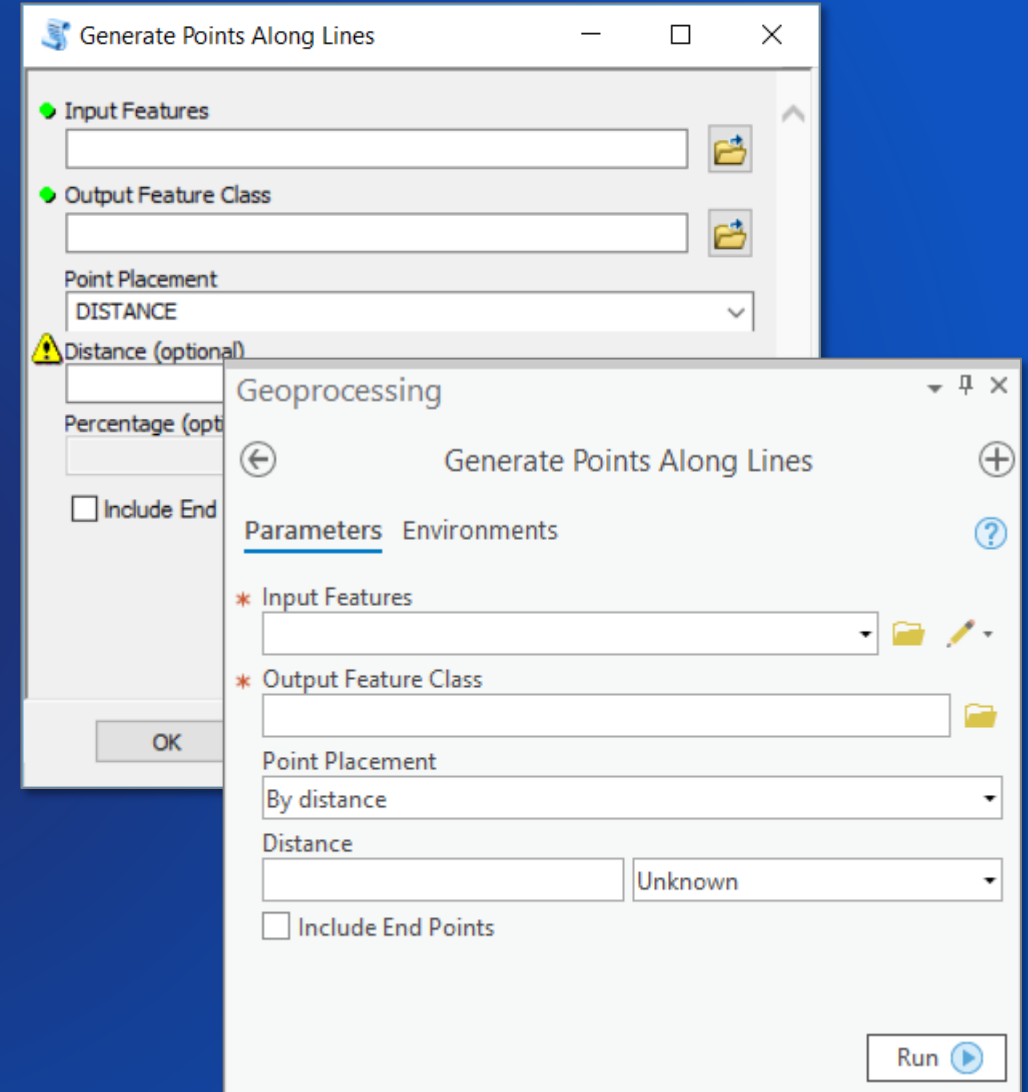 Generate Points Along Lines
Input Features
Output Feature Class
Point Placement
DISTANCE
Distance (optional)
Percentage (opti
Include End
OK
Geoprocessing
Generate Points Along Lines
Parameters Environments
?
* Input Features
* Output Feature Class
Point Placement
By distance
Distance
Unknown
Include End Points
Run